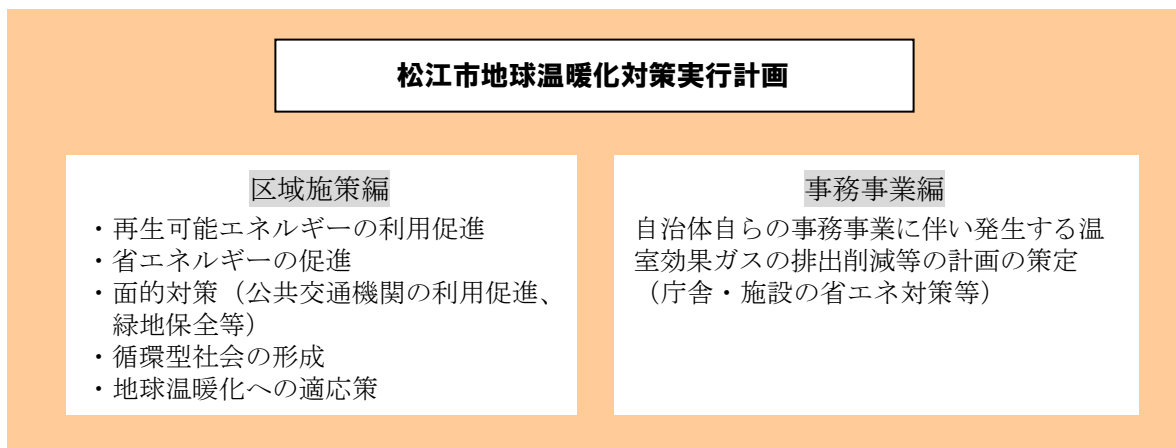 松江市地球温暖化対策実行計画
区域施策編
・再生可能エネルギーの利用促進
・省エネルギーの促進
・面的対策（公共交通機関の利用促進、
緑地保全等）
・循環型社会の形成
・地球温暖化への適応策
事務事業編
自治体自らの事務事業に伴い発生する温
室効果ガスの排出削減等の計画の策定
（庁舎・施設の省エネ対策等）